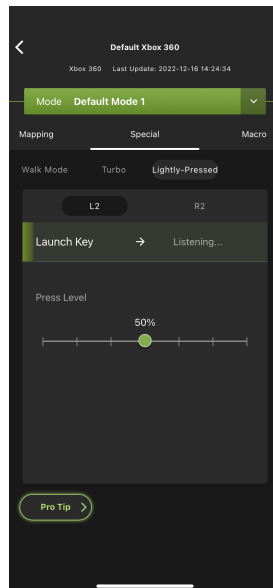 Default Xbox 360
Xbox 360 Last Update: 2022-12-16 14:24:34
Mode Default Mode 1
Mapping Special Macro
Walk Mode Turbo Lightly-Pressed
L2 R2
Launch Key → Listening...
Press Level
50%
Pro Tip